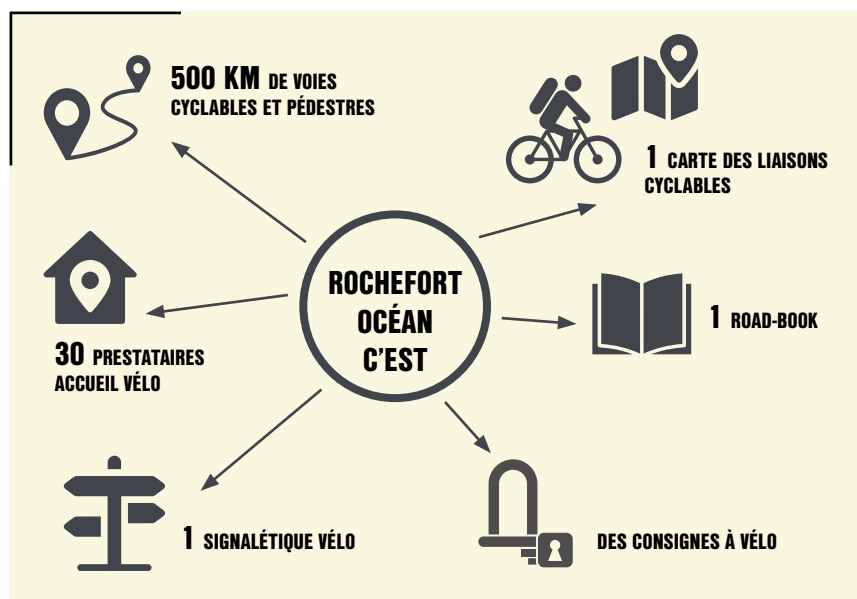 500 KM DE VOIES
CYCLABLES ET PÉDESTRES
1 CARTE DES LIAISONS
CYCLABLES
ROCHEFORT
OCÉAN
C'EST
30 PRESTATAIRES
ACCUEIL VÉLO
1 ROAD-BOOK
1 SIGNALÉTIQUE VÉLO
DES CONSIGNES À VÉLO